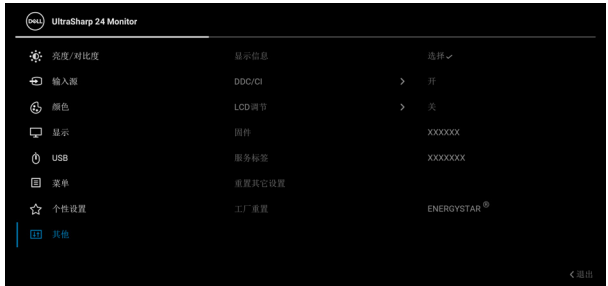 DELL UltraSharp 24 Monitor
亮度/对比度 显示信息 选择
输入源 DDC/CI 开
颜色 LCD调节 关
显示 固件 XXXXXX
USB 服务标签 XXXXXXX
菜单 重置其它设置
个性设置 工厂重置 ENERGYSTAR ®
其他
退出